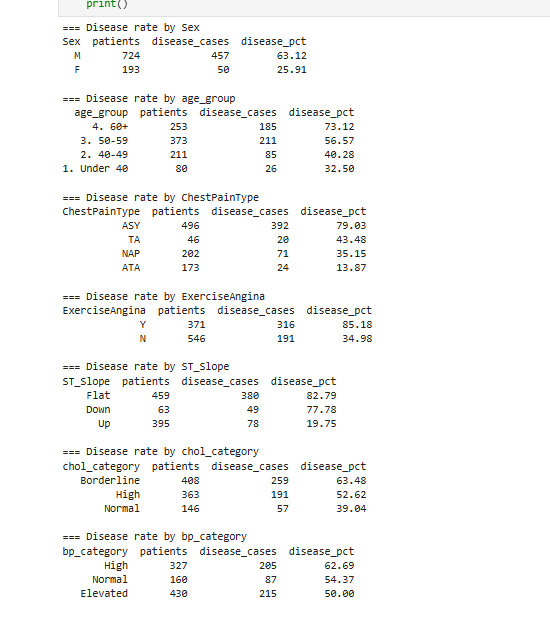 print()
=== Disease rate by Sex
Sex patients disease_cases disease_pct
M 724 457 63.12
F 193 50 25.91
=== Disease rate by age_group
age_group patients disease_cases disease_pct
4. 60+ 253 185 73.12
3. 50-59 373 211 56.57
2. 40-49 211 85 40.28
1. Under 40 80 26 32.50
=== Disease rate by ChestPainType
ChestPainType patients disease_cases disease_pct
ASY 496 392 79.03
TA 46 20 43.48
NAP 202 71 35.15
ATA 173 24 13.87
=== Disease rate by ExerciseAngina
ExerciseAngina patients disease_cases disease_pct
Y 371 316 85.18
N 546 191 34.98
=== Disease rate by ST_Slope
ST_Slope patients disease_cases disease_pct
Flat 459 380 82.79
Down 63 49 77.78
Up 395 78 19.75
=== Disease rate by chol_category
chol_category patients disease_cases disease_pct
Borderline 408 259 63.48
High 363 191 52.62
Normal 146 57 39.04
=== Disease rate by bp_category
bp_category patients disease_cases disease_pct
High 327 205 62.69
Normal 160 87 54.37
Elevated 430 215 50.00